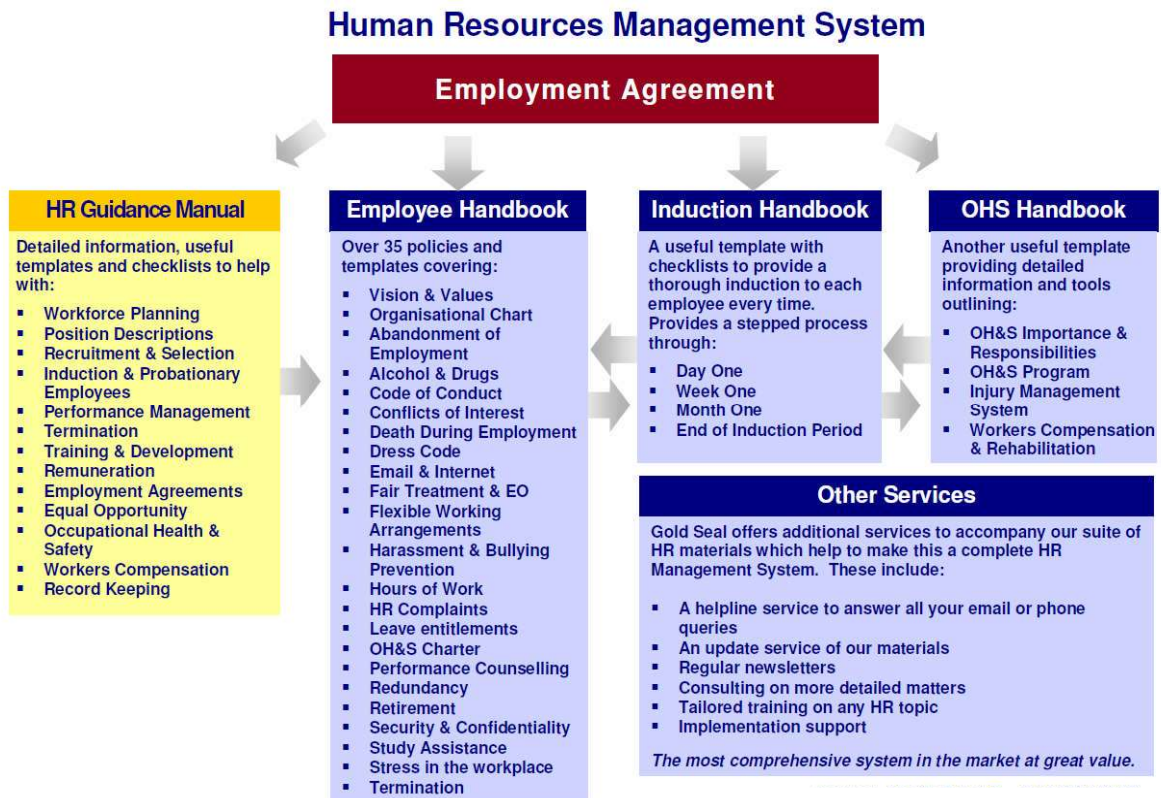 Human Resources Management System
Employment Agreement
HR Guidance Manual
Detailed information, useful
templates and checklists to help
with:
▪ Workforce Planning
▪ Position Descriptions
▪ Recruitment & Selection
▪ Induction & Probationary
Employees
▪ Performance Management
▪ Termination
▪ Training & Development
▪ Remuneration
▪ Employment Agreements
▪ Equal Opportunity
▪ Occupational Health &
Safety
▪ Workers Compensation
▪ Record Keeping
Employee Handbook
Over 35 policies and
templates covering:
▪ Vision & Values
▪ Organisational Chart
▪ Abandonment of
Employment
▪ Alcohol & Drugs
▪ Code of Conduct
▪ Conflicts of Interest
▪ Death During Employment
▪ Dress Code
▪ Email & Internet
▪ Fair Treatment & EO
▪ Flexible Working
Arrangements
▪ Harassment & Bullying
Prevention
▪ Hours of Work
▪ HR Complaints
▪ Leave entitlements
▪ OH&S Charter
▪ Performance Counselling
▪ Redundancy
▪ Retirement
▪ Security & Confidentiality
▪ Study Assistance
▪ Stress in the workplace
▪ Termination
Induction Handbook
A useful template with
checklists to provide a
thorough induction to each
employee every time.
Provides a stepped process
through:
▪ Day One
▪ Week One
▪ Month One
▪ End of Induction Period
OHS Handbook
Another useful template
providing detailed
information and tools
outlining:
▪ OH&S Importance &
Responsibilities
▪ OH&S Program
▪ Injury Management
System
▪ Workers Compensation
& Rehabilitation
Other Services
Gold Seal offers additional services to accompany our suite of
HR materials which help to make this a complete HR
Management System.  These include:
▪ A helpline service to answer all your email or phone
queries
▪ An update service of our materials
▪ Regular newsletters
▪ Consulting on more detailed matters
▪ Tailored training on any HR topic
▪ Implementation support
The most comprehensive system in the market at great value.